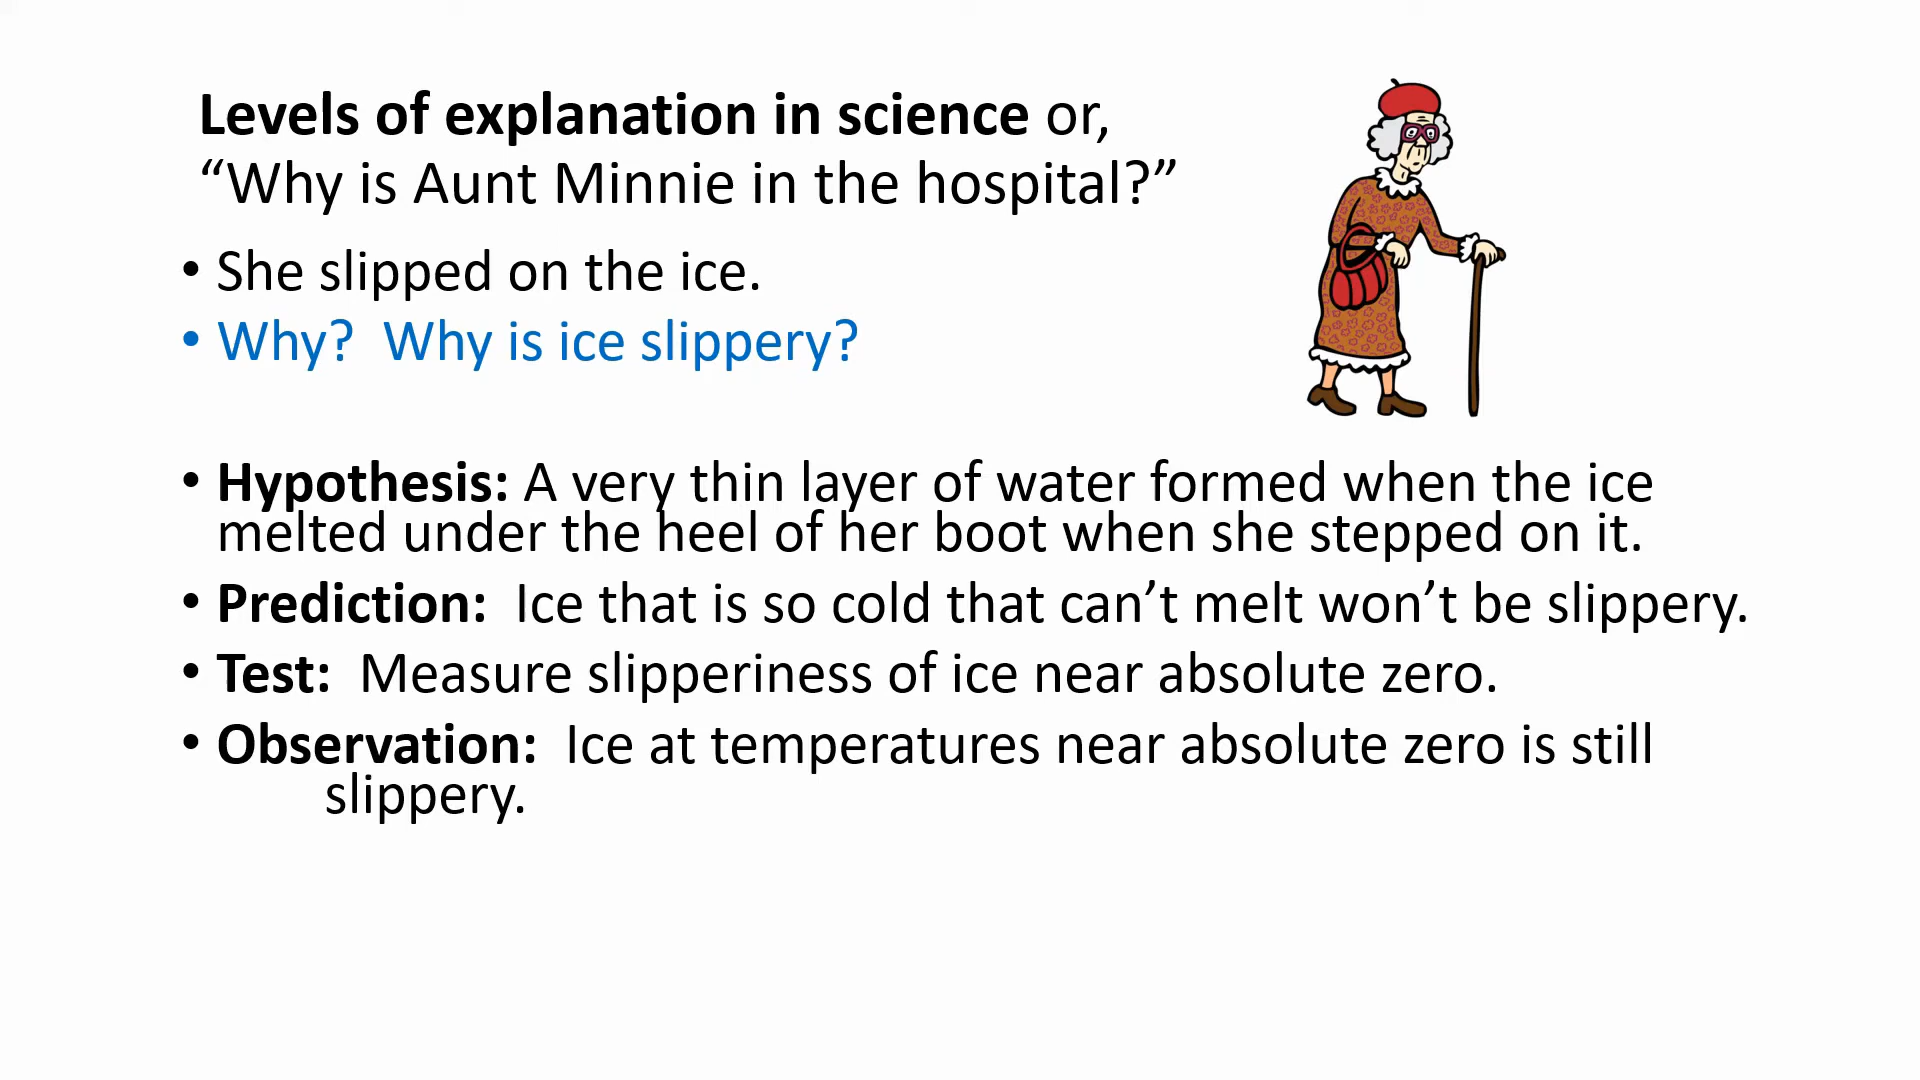 Levels of explanation in science or,
“Why is Aunt Minnie in the hospital?”
• She slipped on the ice.
• Why?  Why is ice slippery?
• Hypothesis: A very thin layer of water formed when the ice
melted under the heel of her boot when she stepped on it.
• Prediction:  Ice that is so cold that can’t melt won’t be slippery.
• Test:  Measure slipperiness of ice near absolute zero.
• Observation:  Ice at temperatures near absolute zero is still
slippery.